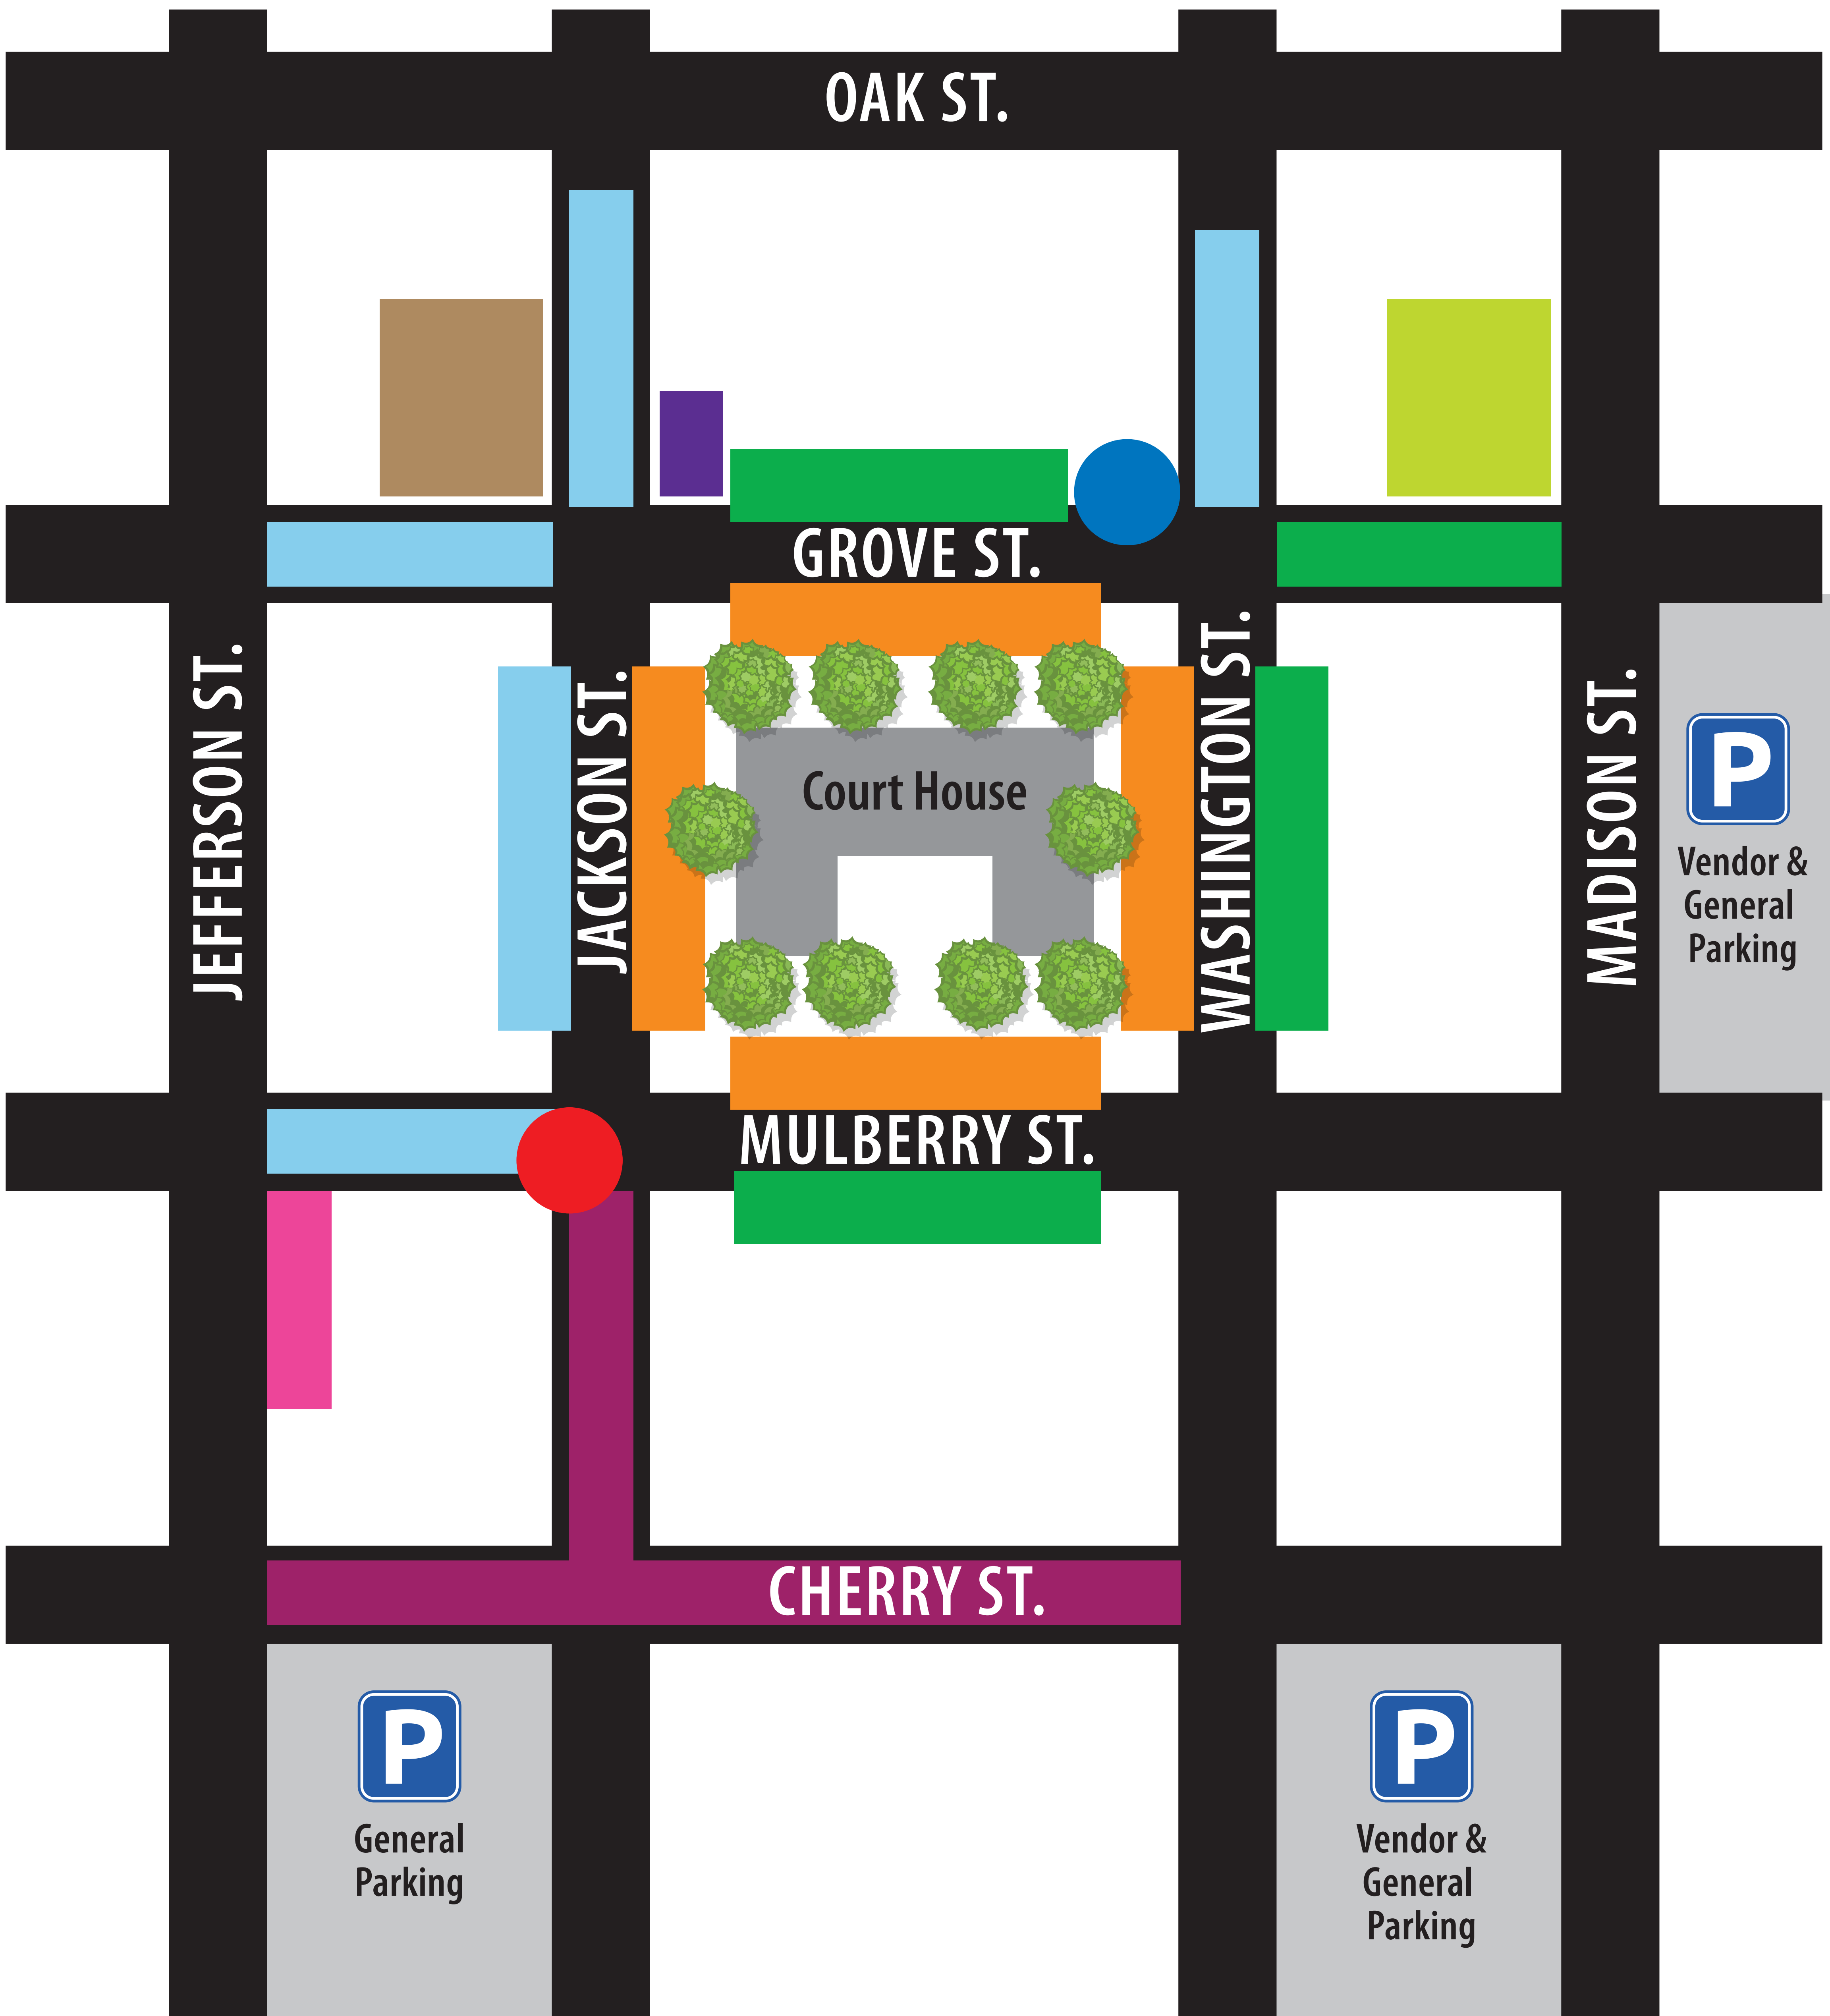 OAK ST.
GROVE ST.
JEFFERSON ST.
JACKSON ST.
Court House
WASHINGTON ST.
MADISON ST.
P
Vendor &
General
Parking
MULBERRY ST.
CHERRY ST.
P
General
Parking
P
Vendor &
General
Parking